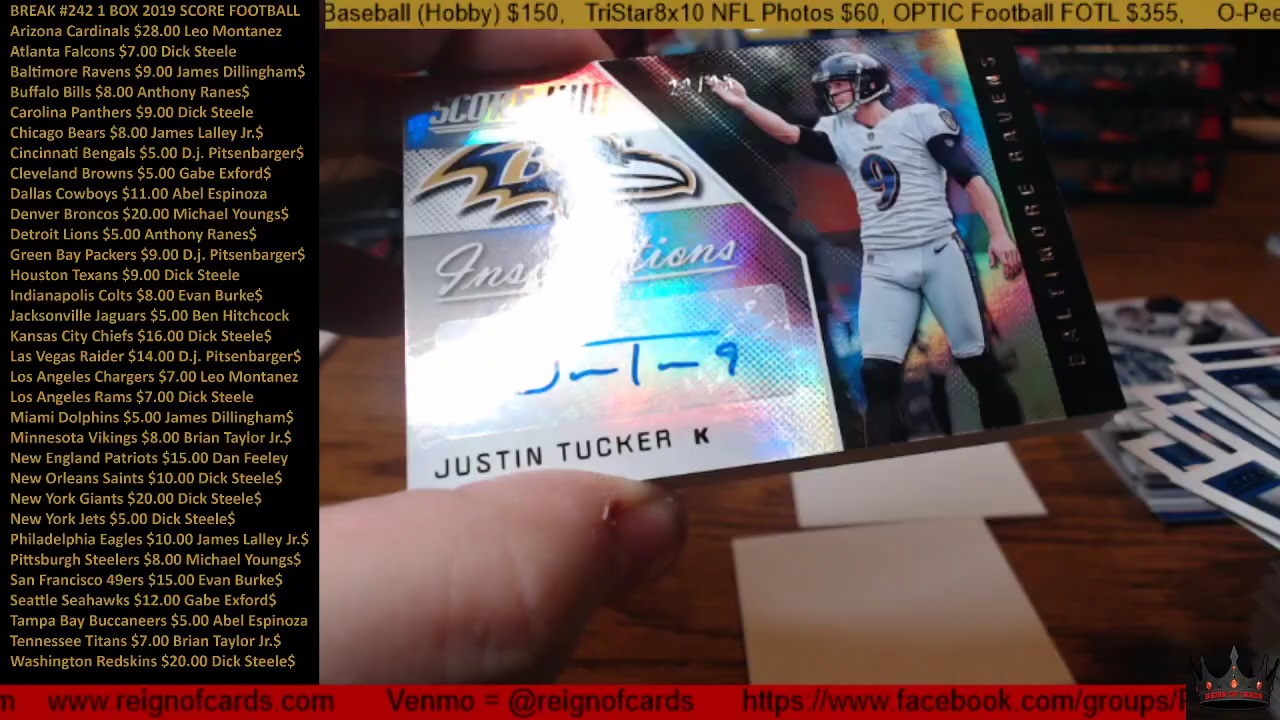 BREAK #242 1 BOX 2019 SCORE FOOTBALL
Arizona Cardinals $28.00 Leo Montanez
Atlanta Falcons $7.00 Dick Steele
Baltimore Ravens $9.00 James Dillingham$
Buffalo Bills $8.00 Anthony Ranes$
Carolina Panthers $9.00 Dick Steele
Chicago Bears $8.00 James Lalley Jr.$
Cincinnati Bengals $5.00 D.j. Pitsenbarger$
Cleveland Browns $5.00 Gabe Exford$
Dallas Cowboys $11.00 Abel Espinoza
Denver Broncos $20.00 Michael Youngs$
Detroit Lions $5.00 Anthony Ranes$
Green Bay Packers $9.00 D.j. Pitsenbarger$
Houston Texans $9.00 Dick Steele
Indianapolis Colts $8.00 Evan Burke$
Jacksonville Jaguars $5.00 Ben Hitchcock
Kansas City Chiefs $16.00 Dick Steele$
Las Vegas Raider $14.00 D.j. Pitsenbarger$
Los Angeles Chargers $7.00 Leo Montanez
Los Angeles Rams $7.00 Dick Steele
Miami Dolphins $5.00 James Dillingham$
Minnesota Vikings $8.00 Brian Taylor Jr.$
New England Patriots $15.00 Dan Feeley
New Orleans Saints $10.00 Dick Steele$
New York Giants $20.00 Dick Steele$
New York Jets $5.00 Dick Steele$
Philadelphia Eagles $10.00 James Lalley Jr.$
Pittsburgh Steelers $8.00 Michael Youngs$
San Francisco 49ers $15.00 Evan Burke$
Seattle Seahawks $12.00 Gabe Exford$
Tampa Bay Buccaneers $5.00 Abel Espinoza
Tennessee Titans $7.00 Brian Taylor Jr.$
Washington Redskins $20.00 Dick Steele$
Baseball (Hobby) $150, TriStar8x10 NFL Photos $60, OPTIC Football FOTL $355, O-Pee
BALTIMORE RAVENS
9
JUSTIN TUCKER K
m www.reignofcards.com Venmo = @reignofcards https://www.facebook.com/groups/
REIGN OF CARDS